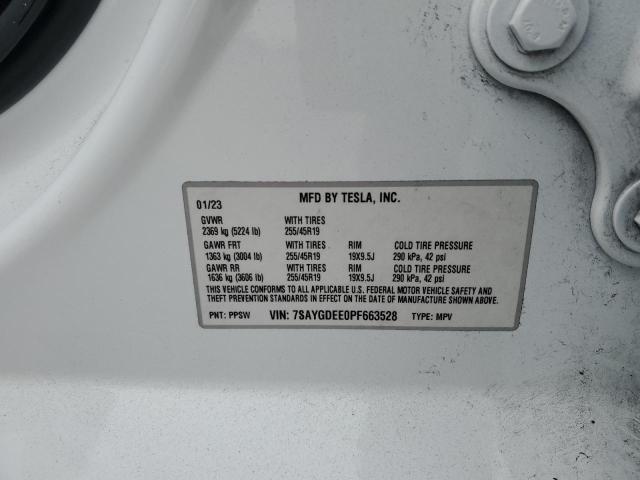 01/23 MFD BY TESLA, INC.
GVWR WITH TIRES
2369 kg (5224 lb) 255/45R19
GAWR FRT WITH TIRES RIM COLD TIRE PRESSURE
1363 kg (3004 lb) 255/45R19 19X9.5J 290 kPa, 42 psi
GAWR RR WITH TIRES RIM COLD TIRE PRESSURE
1636 kg (3606 lb) 255/45R19 19X9.5J 290 kPa, 42 psi
THIS VEHICLE CONFORMS TO ALL APPLICABLE U.S. FEDERAL MOTOR VEHICLE SAFETY AND
THEFT PREVENTION STANDARDS IN EFFECT ON THE DATE OF MANUFACTURE SHOWN ABOVE.
PNT: PPSW VIN: 7SAYGDEE0PF663528 TYPE: MPV